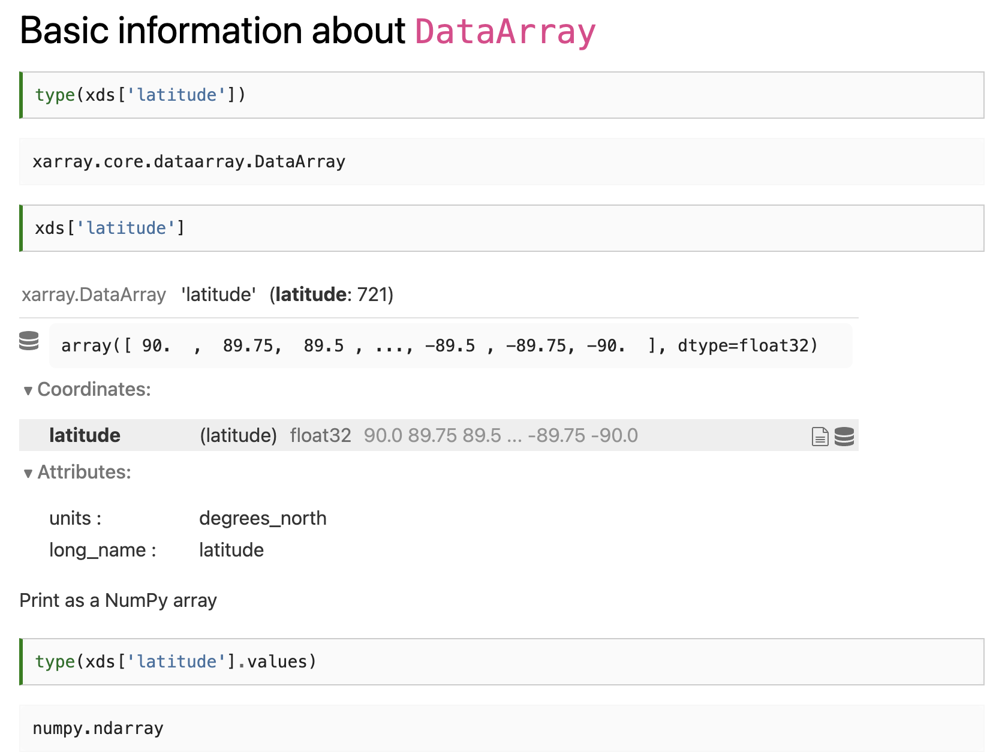 Basic information about DataArray
type(xds['latitude'])
xarray.core.dataarray.DataArray
xds['latitude']
xarray.DataArray 'latitude' (latitude: 721)
array([ 90.  ,  89.75,  89.5 , ..., -89.5 , -89.75, -90.  ], dtype=float32)
▾ Coordinates:
latitude (latitude) float32 90.0 89.75 89.5 ... -89.75 -90.0
▾ Attributes:
units : degrees_north
long_name : latitude
Print as a NumPy array
type(xds['latitude'].values)
numpy.ndarray